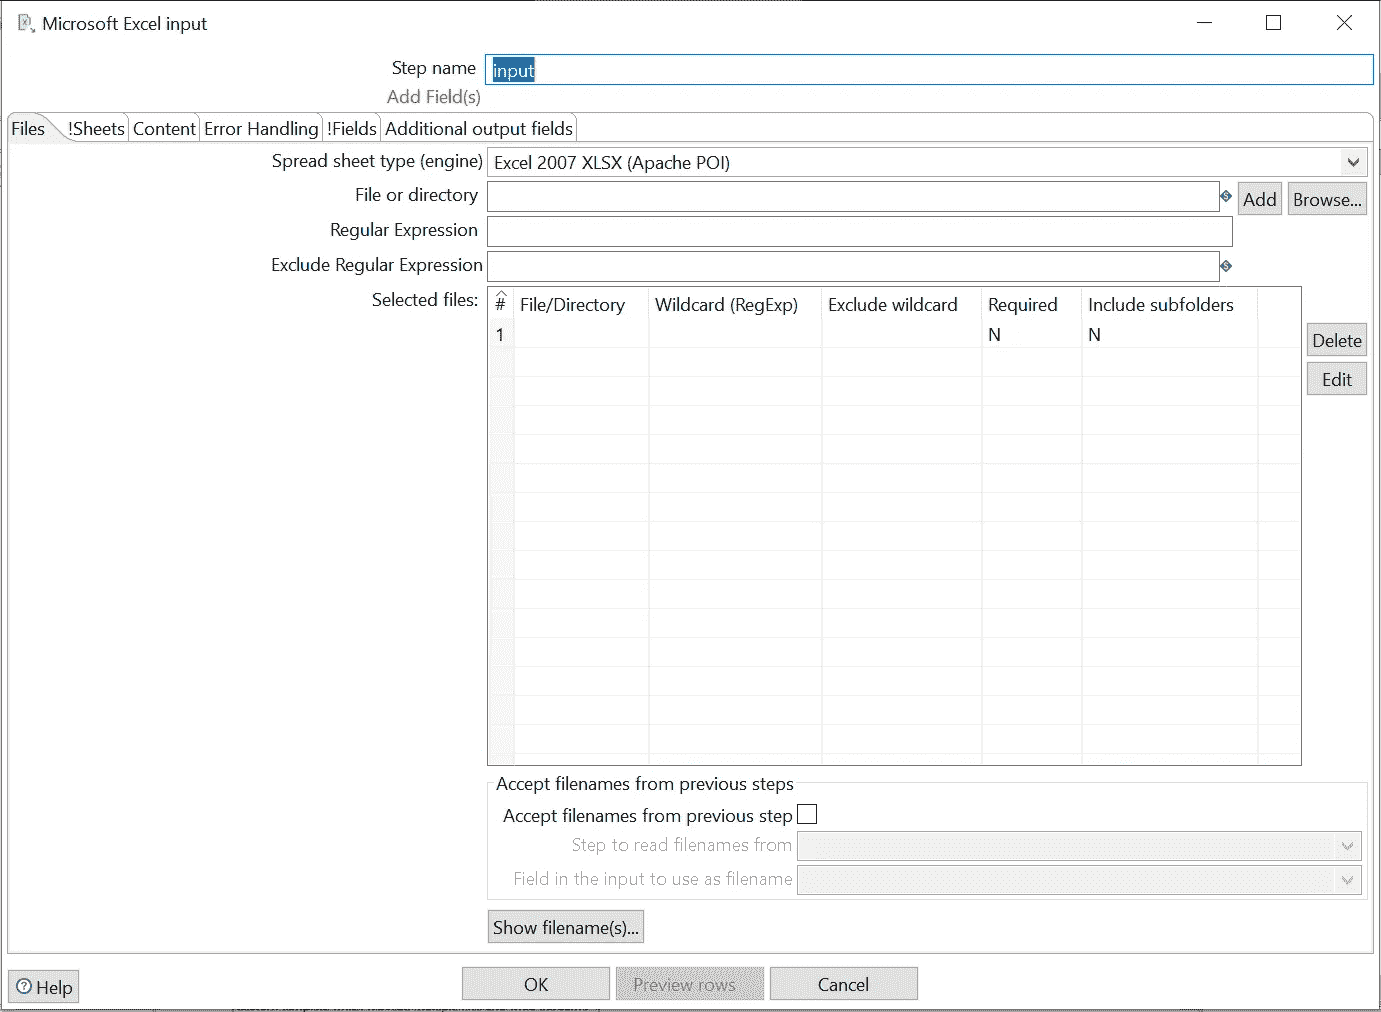 Microsoft Excel input
Step name input
Add Field(s)
Files !Sheets Content Error Handling !Fields Additional output fields
Spread sheet type (engine) Excel 2007 XLSX (Apache POI)
File or directory Add Browse...
Regular Expression
Exclude Regular Expression
Selected files: # File/Directory Wildcard (RegExp) Exclude wildcard Required Include subfolders
1 N N
Delete
Edit
Accept filenames from previous steps
Accept filenames from previous step
Step to read filenames from
Field in the input to use as filename
Show filename(s)...
Help OK Preview rows Cancel